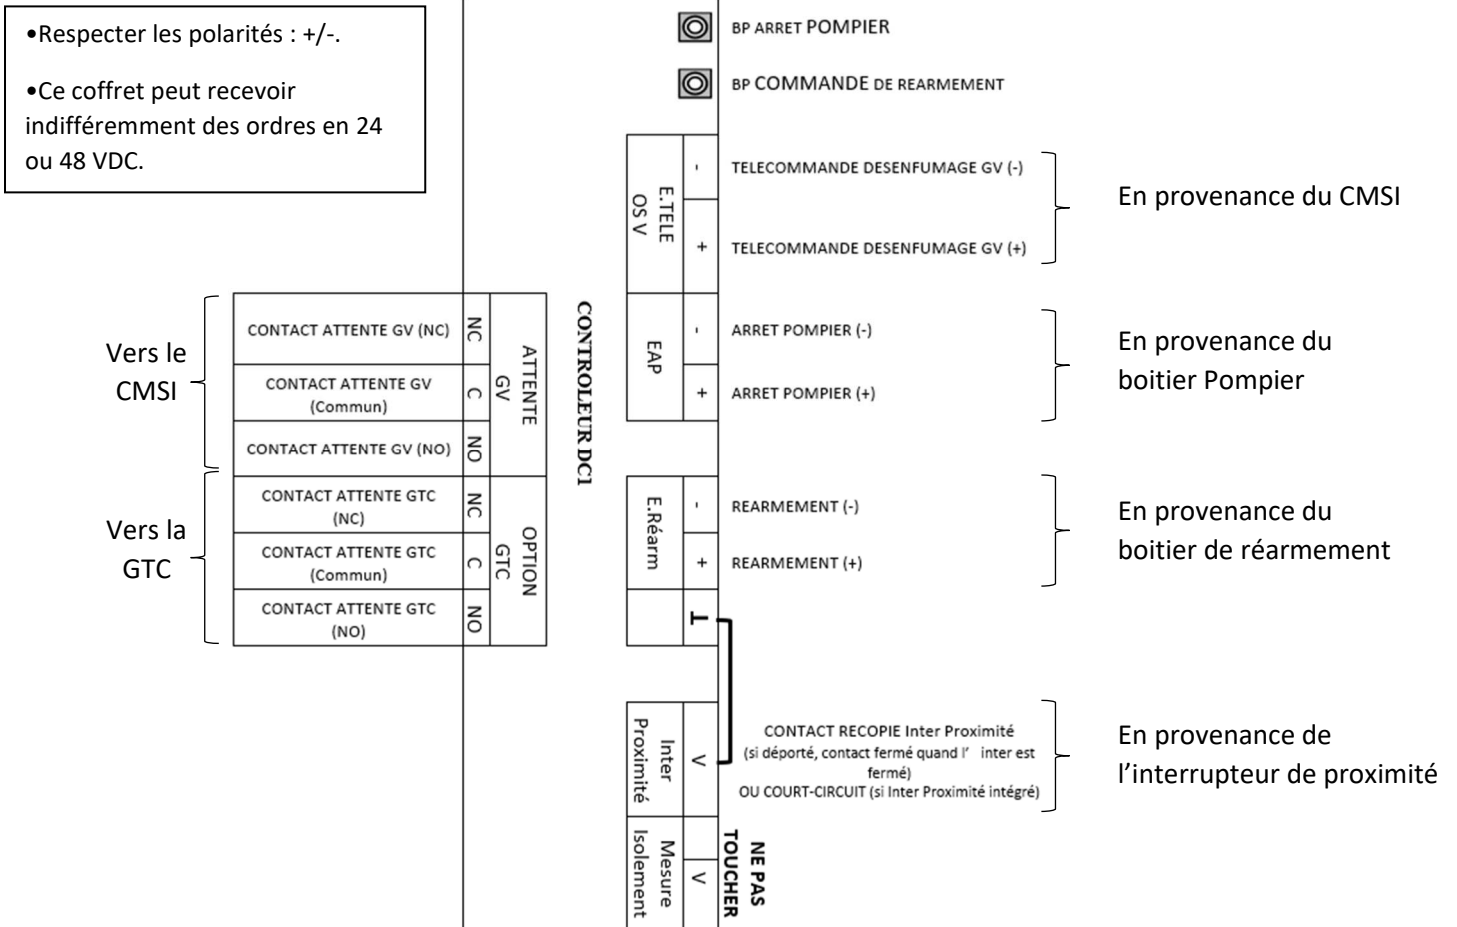 •Respecter les polarités : +/-.
•Ce coffret peut recevoir
indifféremment des ordres en 24
ou 48 VDC.
BP ARRET POMPIER
BP COMMANDE DE REARMEMENT
E.TELE
OS V
-
TELECOMMANDE DESENFUMAGE GV (-)
+
TELECOMMANDE DESENFUMAGE GV (+)
En provenance du CMSI
EAP
-
ARRET POMPIER (-)
+
ARRET POMPIER (+)
En provenance du
boitier Pompier
Vers le
CMSI
CONTACT ATTENTE GV (NC)
NC
CONTACT ATTENTE GV
(Commun)
C
CONTACT ATTENTE GV (NO)
NO
ATTENTE
GV
CONTROLEUR DC1
Vers la
GTC
CONTACT ATTENTE GTC
(NC)
NC
CONTACT ATTENTE GTC
(Commun)
C
CONTACT ATTENTE GTC
(NO)
NO
OPTION
GTC
E.Réarm
-
REARMEMENT (-)
+
REARMEMENT (+)
T
En provenance du
boitier de réarmement
Inter
Proximité
V
CONTACT RECOPIE Inter Proximité
(si déporté, contact fermé quand l’ inter est
fermé)
OU COURT-CIRCUIT (si Inter Proximité intégré)
En provenance de
l’interrupteur de proximité
Mesure
Isolement
V
NE PAS
TOUCHER